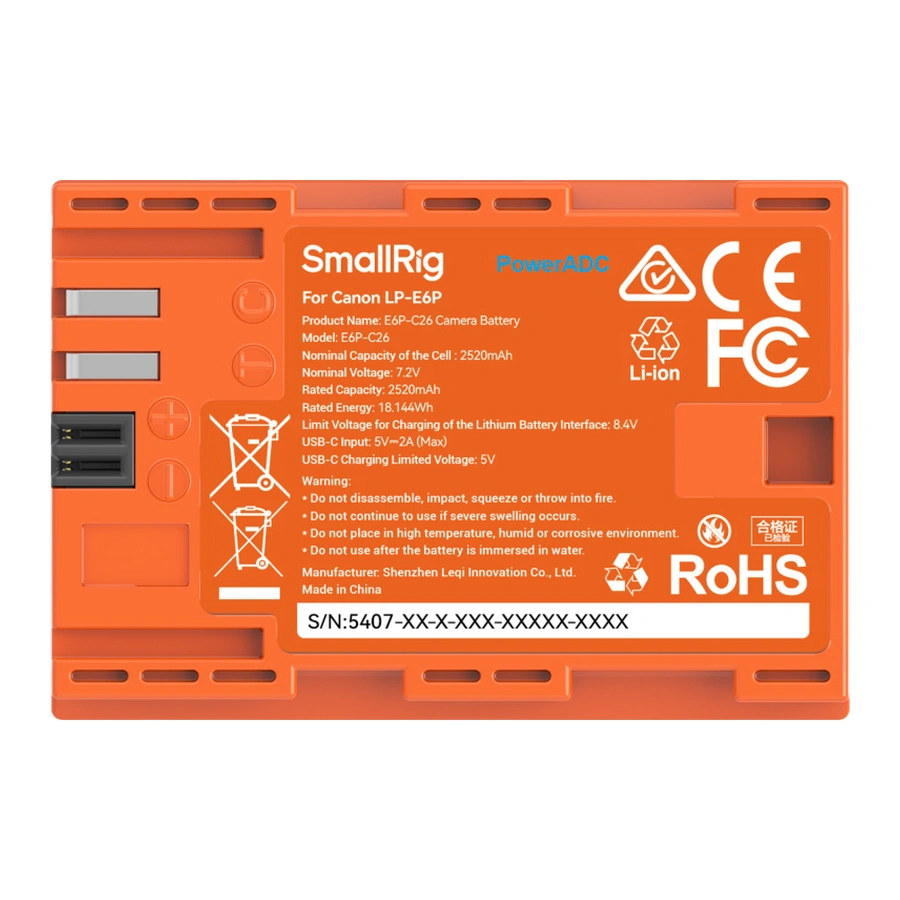 SmallRig
PowerADC
For Canon LP-E6P
Product Name: E6P-C26 Camera Battery
Model: E6P-C26
Nominal Capacity of the Cell : 2520mAh
Nominal Voltage: 7.2V
Rated Capacity: 2520mAh
Rated Energy: 18.144Wh
Limit Voltage for Charging of the Lithium Battery Interface: 8.4V
USB-C Input: 5V⎓2A (Max)
USB-C Charging Limited Voltage: 5V
Warning:
* Do not disassemble, impact, squeeze or throw into fire.
* Do not continue to use if severe swelling occurs.
* Do not place in high temperature, humid or corrosive environment.
* Do not use after the battery is immersed in water.
Manufacturer: Shenzhen Leqi Innovation Co., Ltd.
Made in China
S/N:5407-XX-X-XXX-XXXXX-XXXX
CE
FC
Li-ion
合格证
已检验
RoHS
C
T
+
-